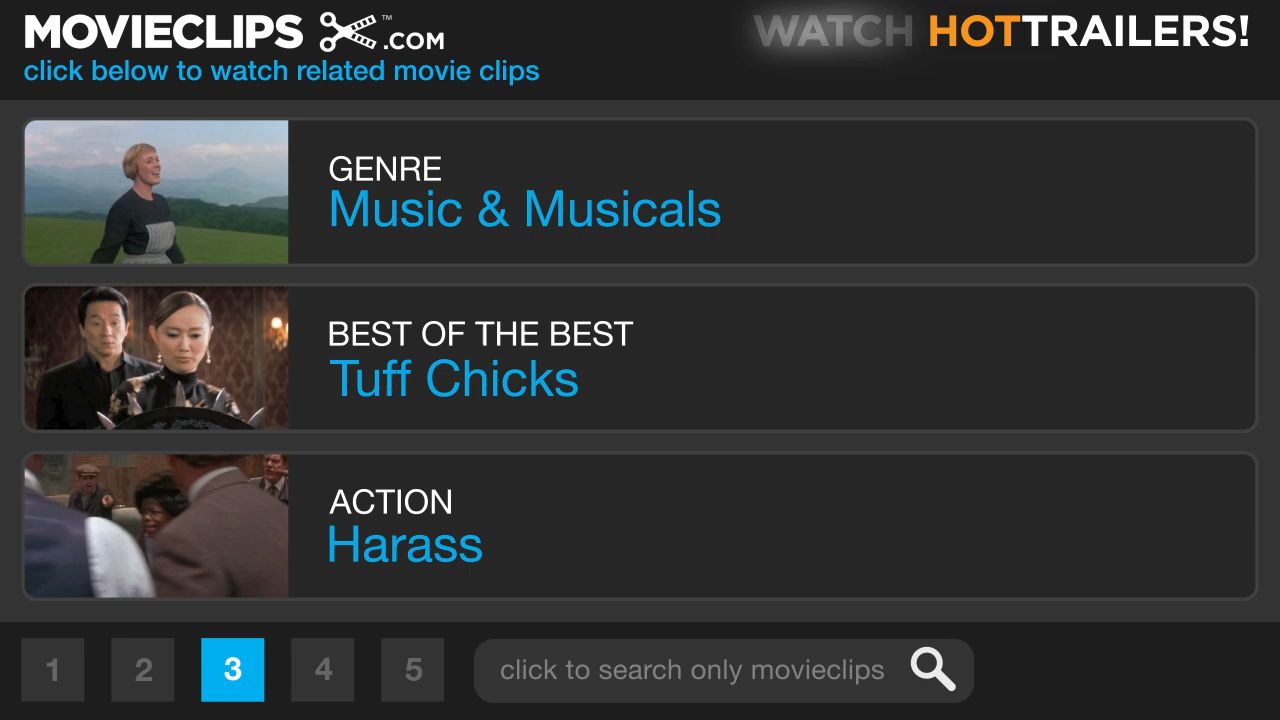 MOVIECLIPS ™.COM
WATCH HOTTRAILERS!
click below to watch related movie clips
GENRE
Music & Musicals
BEST OF THE BEST
Tuff Chicks
ACTION
Harass
1 2 3 4 5
click to search only movieclips